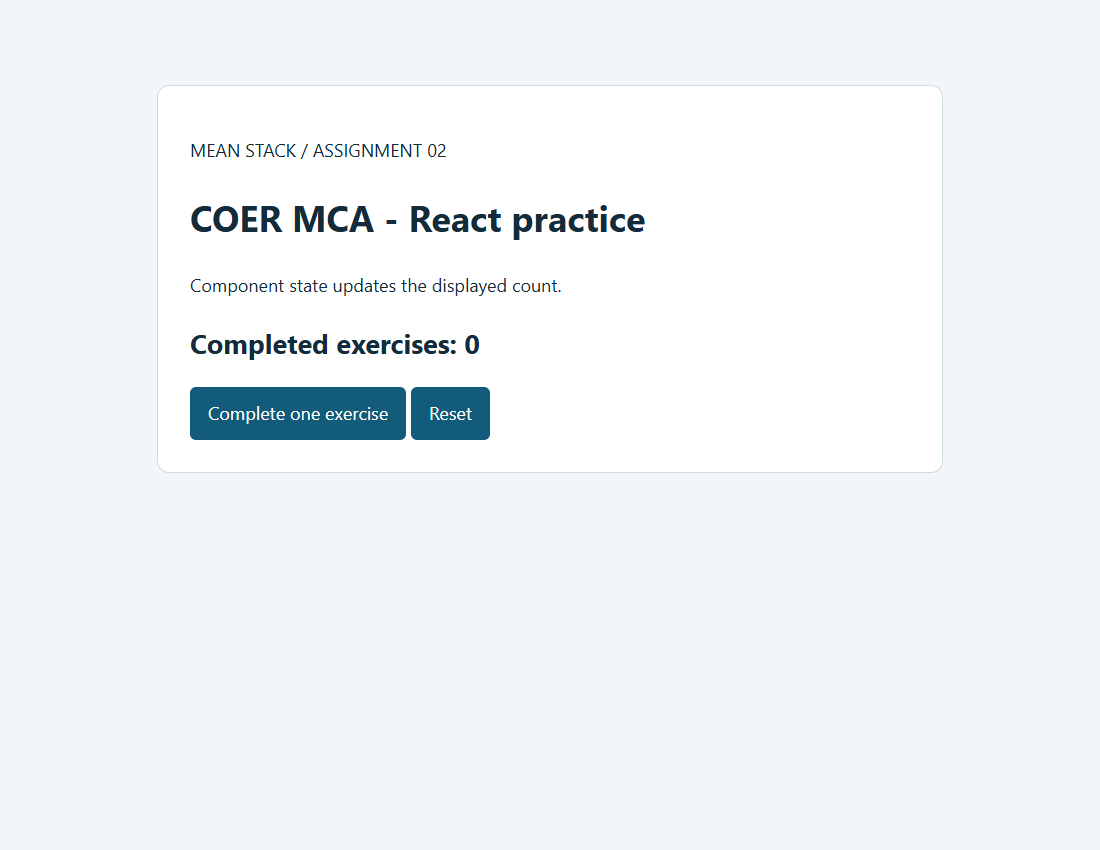 MEAN STACK / ASSIGNMENT 02
COER MCA - React practice
Component state updates the displayed count.
Completed exercises: 0
Complete one exercise Reset